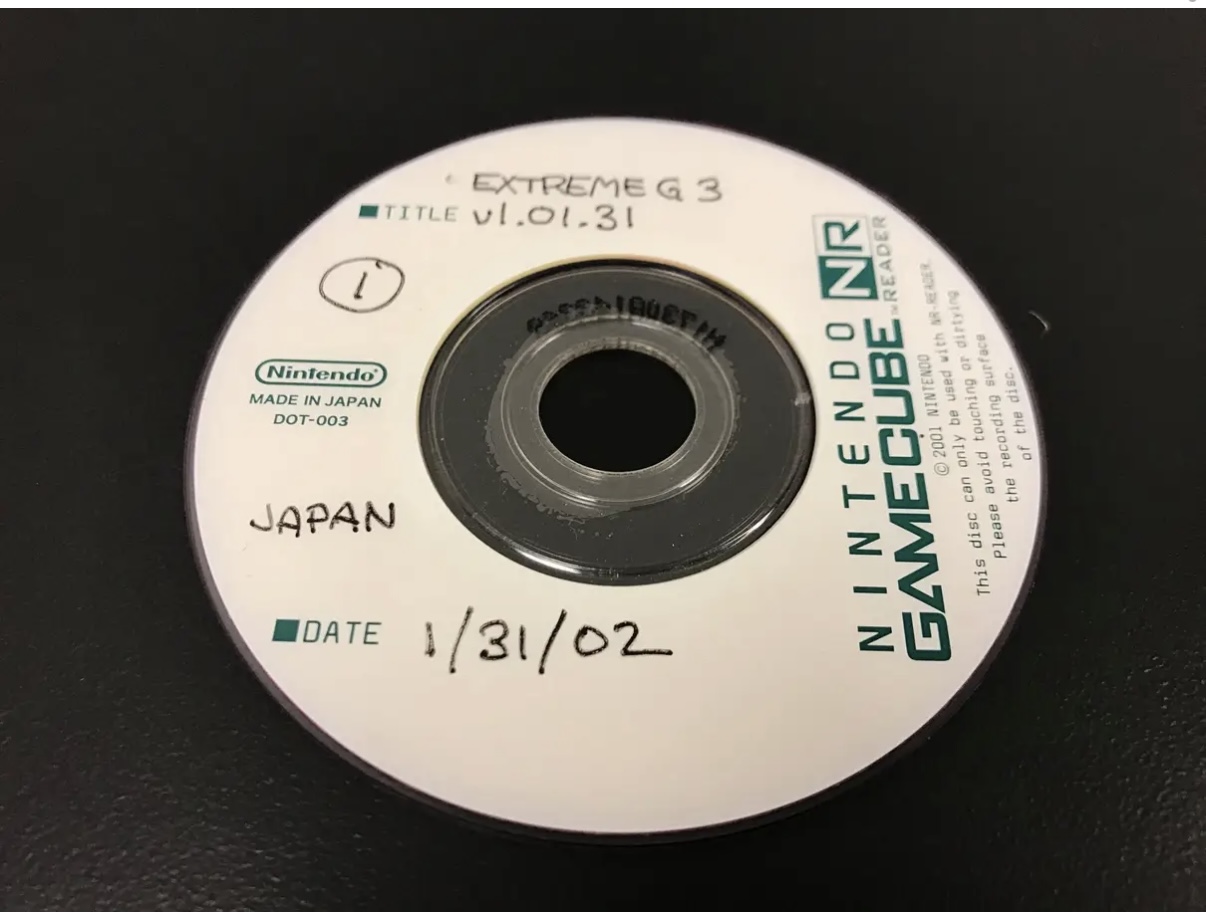 EXTREME G 3
■TITLE v1.01.31
1
Nintendo®
MADE IN JAPAN
DOT-003
JAPAN
■DATE 1/31/02
NINTENDO
GAMECUBE™ NR
READER
© 2001 NINTENDO
This disc can only be used with NR-READER.
Please avoid touching or dirtying
the recording surface
of the disc.